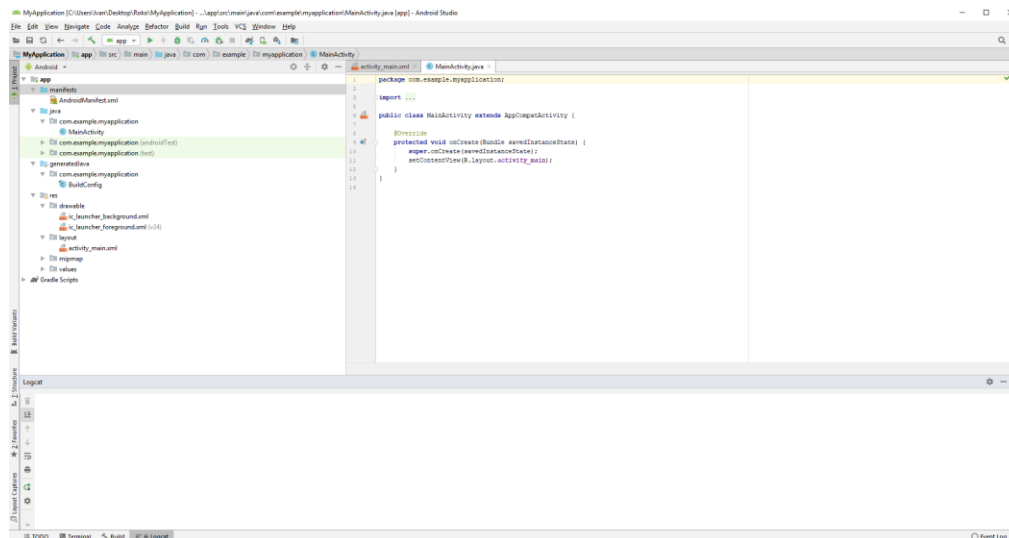 MyApplication [C:\Users\Ivan\Desktop\Roko\MyApplication] - ...\app\src\main\java\com\example\myapplication\MainActivity.java [app] - Android Studio
File Edit View Navigate Code Analyze Refactor Build Run Tools VCS Window Help
app
MyApplication app src main java com example myapplication MainActivity
1: Project
Android
activity_main.xml MainActivity.java
app
manifests
AndroidManifest.xml
java
com.example.myapplication
MainActivity
com.example.myapplication (androidTest)
com.example.myapplication (test)
generatedJava
com.example.myapplication
BuildConfig
res
drawable
ic_launcher_background.xml
ic_launcher_foreground.xml (v24)
layout
activity_main.xml
mipmap
values
Gradle Scripts
1 package com.example.myapplication;
2
3 import ...
5
6 public class MainActivity extends AppCompatActivity {
7
8 @Override
9 protected void onCreate(Bundle savedInstanceState) {
10 super.onCreate(savedInstanceState);
11 setContentView(R.layout.activity_main);
12 }
13 }
14
Build Variants
Logcat
Z: Structure
2: Favorites
Layout Captures
TODO Terminal Build 6: Logcat Event Log